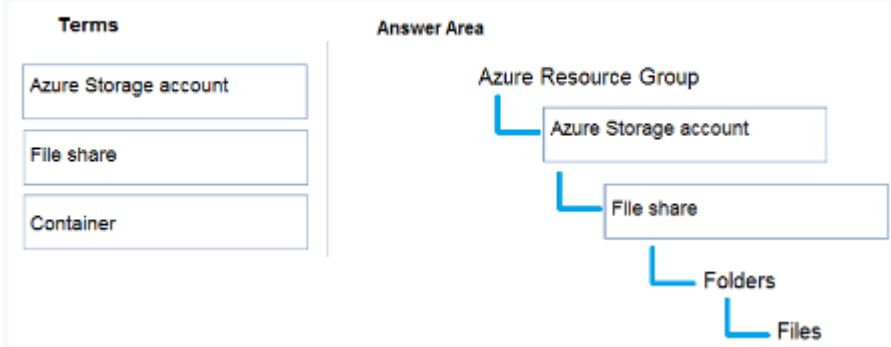 Terms
Answer Area
Azure Storage account
File share
Container
Azure Resource Group
Azure Storage account
File share
Folders
Files